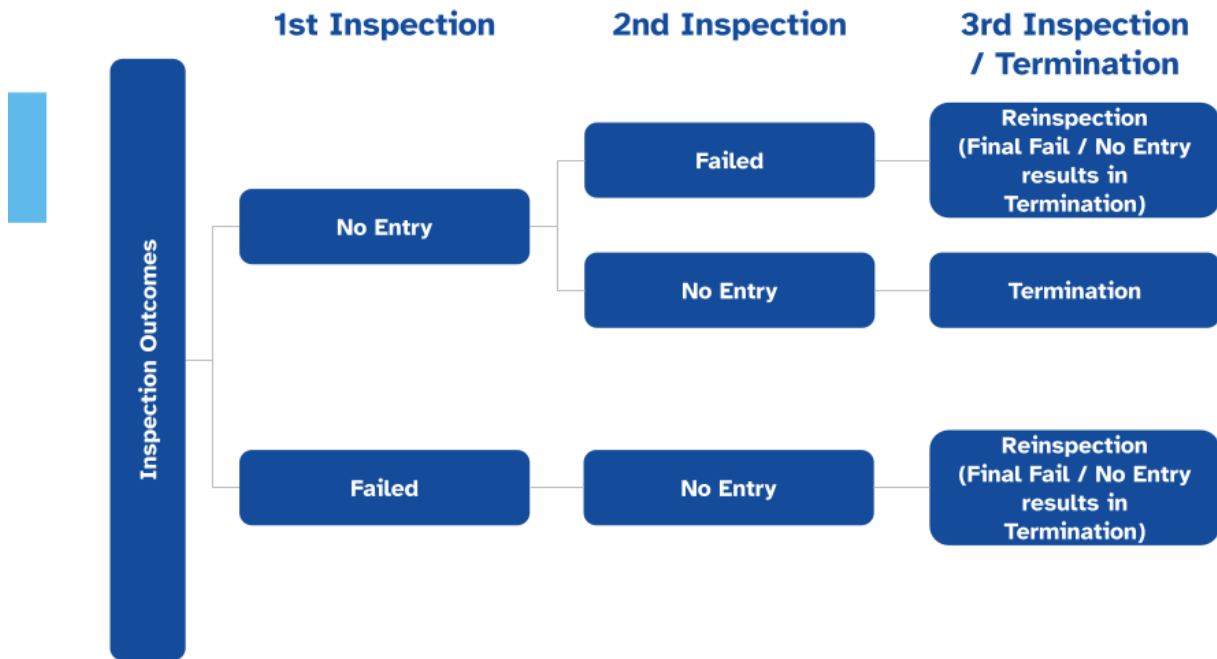 1st Inspection
2nd Inspection
3rd Inspection
/ Termination
Inspection Outcomes
No Entry
Failed
Reinspection
(Final Fail / No Entry
results in
Termination)
No Entry
Termination
Failed
No Entry
Reinspection
(Final Fail / No Entry
results in
Termination)